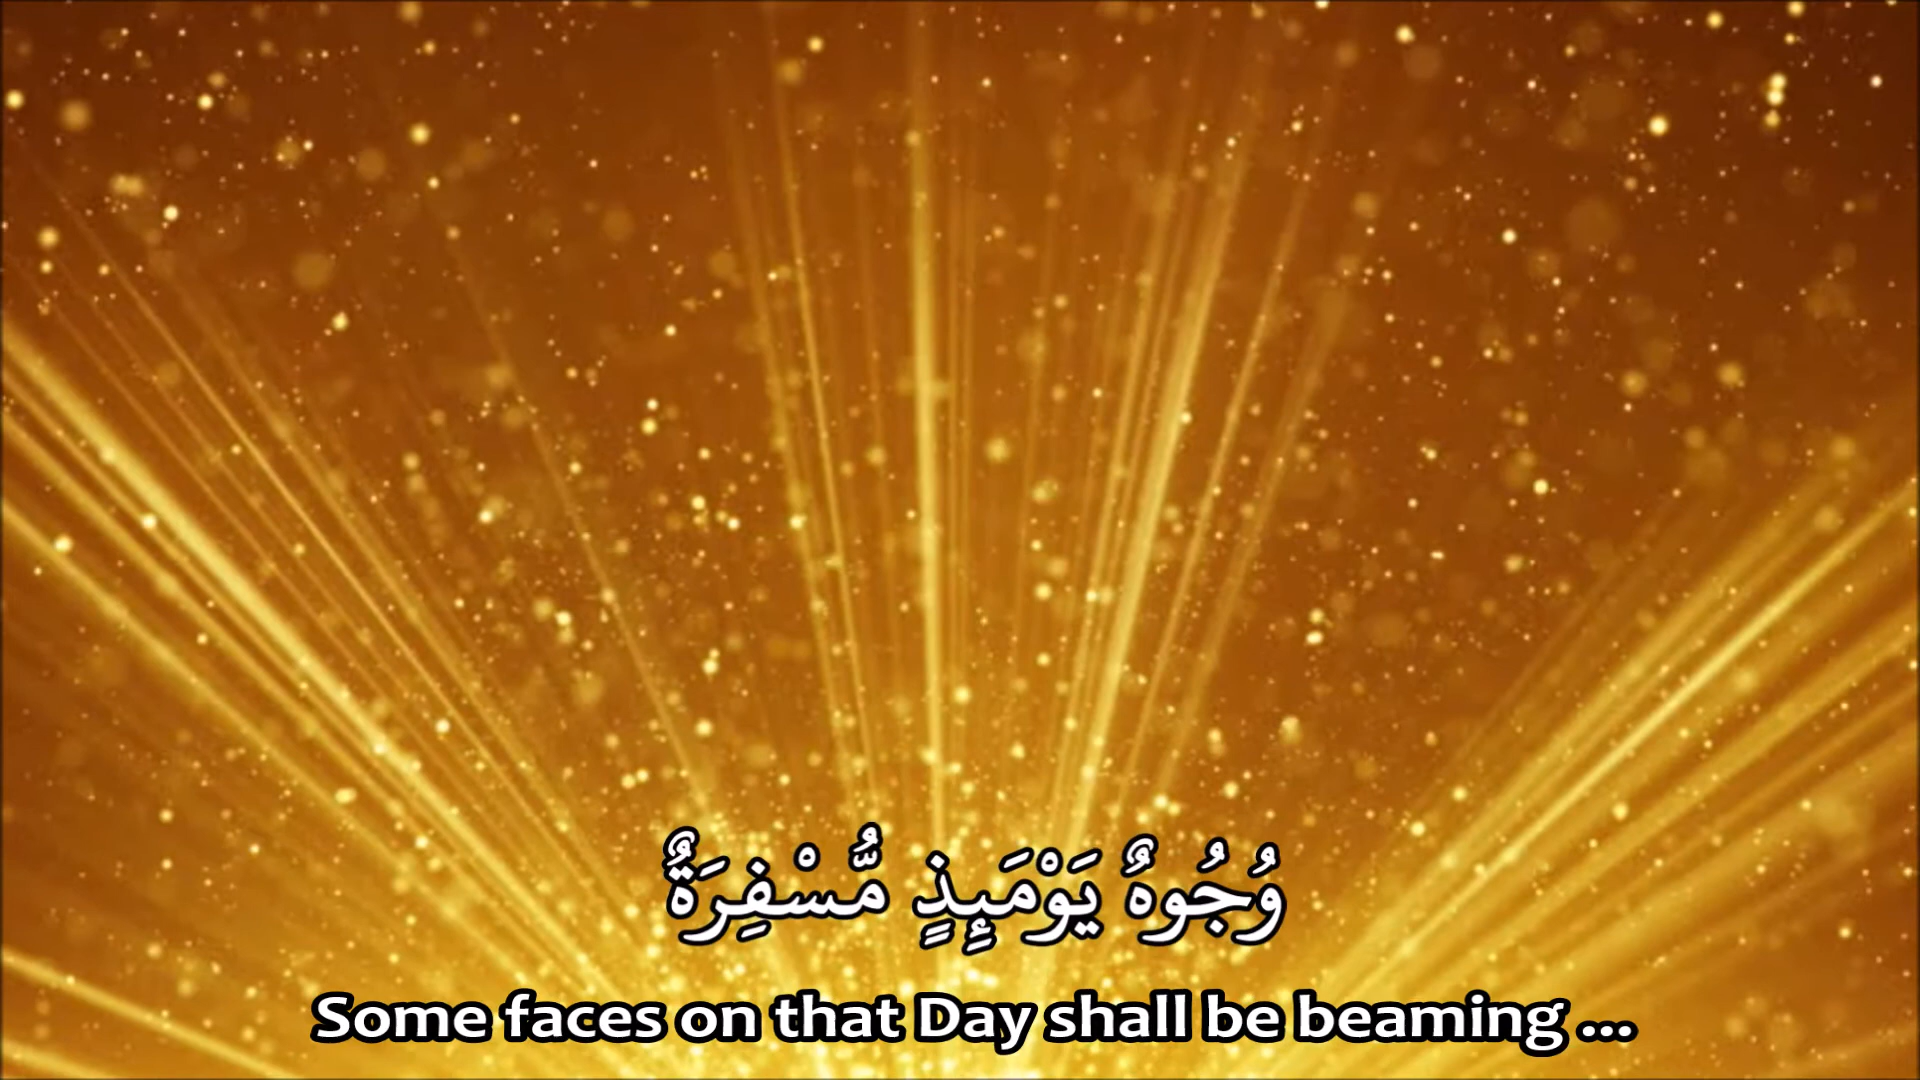 وُجُوهٌ يَوْمَئِذٍ مُّسْفِرَةٌ
Some faces on that Day shall be beaming ...